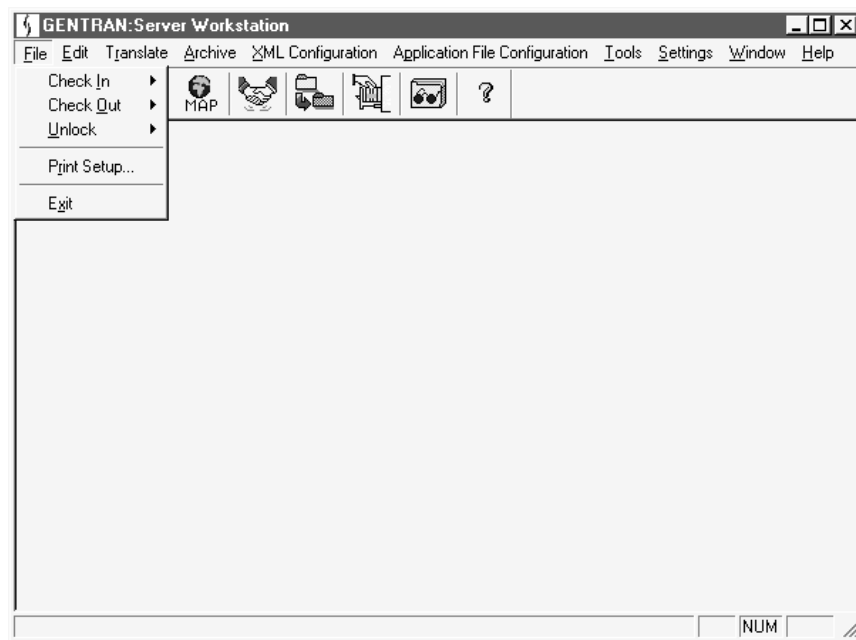 GENTRAN:Server Workstation
File Edit Translate Archive XML Configuration Application File Configuration Tools Settings Window Help
Check In
Check Out
Unlock
Print Setup...
Exit
MAP
?
NUM